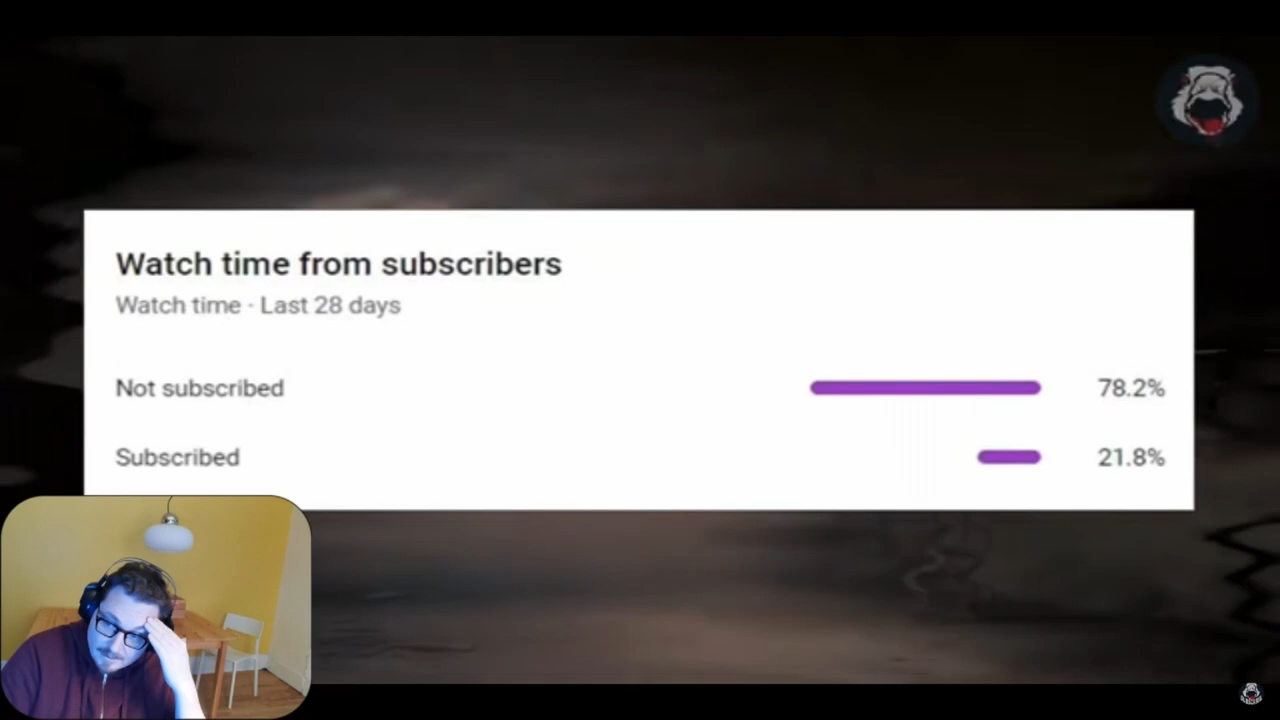 Watch time from subscribers
Watch time · Last 28 days
Not subscribed 78.2%
Subscribed 21.8%